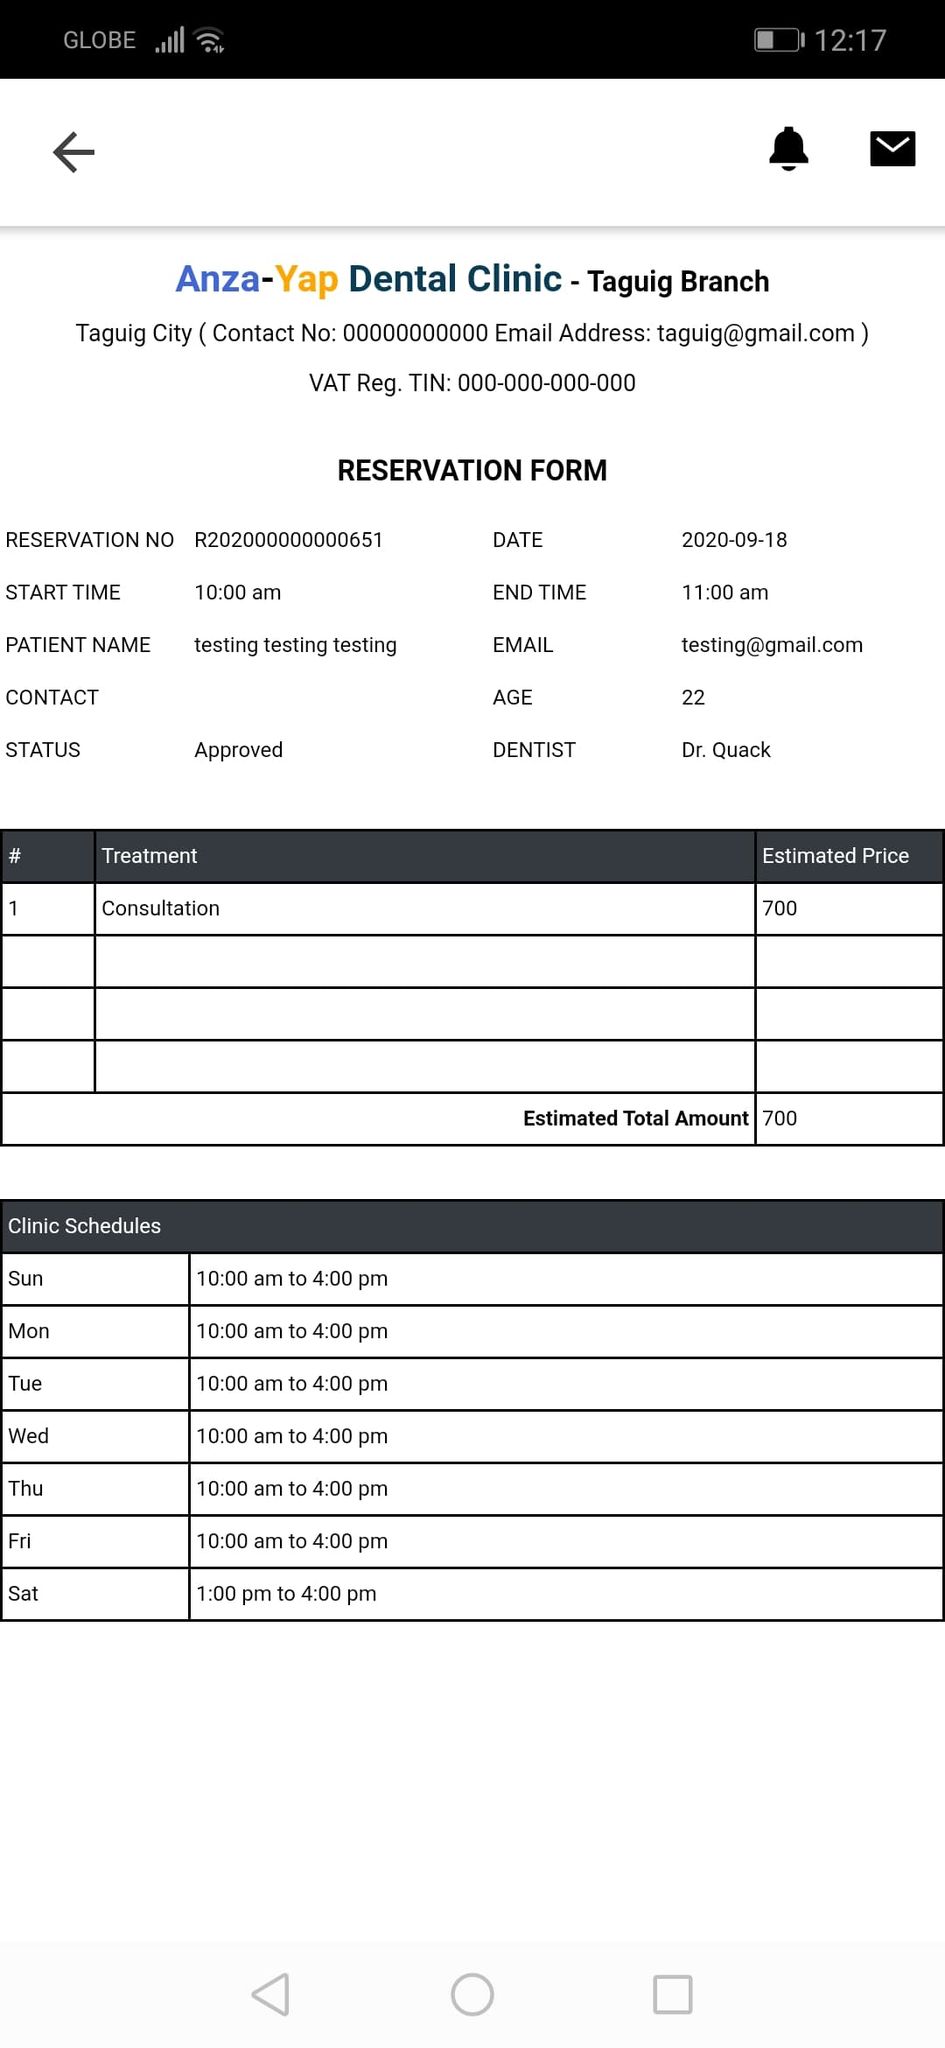 GLOBE 12:17
Anza-Yap Dental Clinic - Taguig Branch
Taguig City ( Contact No: 00000000000 Email Address: taguig@gmail.com )
VAT Reg. TIN: 000-000-000-000
RESERVATION FORM
RESERVATION NO R202000000000651 DATE 2020-09-18
START TIME 10:00 am END TIME 11:00 am
PATIENT NAME testing testing testing EMAIL testing@gmail.com
CONTACT AGE 22
STATUS Approved DENTIST Dr. Quack
# Treatment Estimated Price
1 Consultation 700
Estimated Total Amount 700
Clinic Schedules
Sun 10:00 am to 4:00 pm
Mon 10:00 am to 4:00 pm
Tue 10:00 am to 4:00 pm
Wed 10:00 am to 4:00 pm
Thu 10:00 am to 4:00 pm
Fri 10:00 am to 4:00 pm
Sat 1:00 pm to 4:00 pm